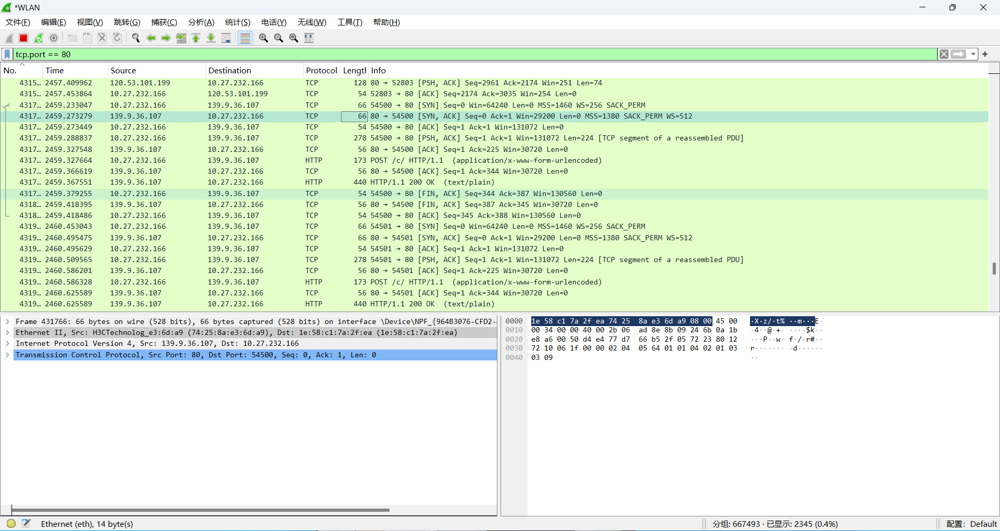 *WLAN
文件(F) 编辑(E) 视图(V) 跳转(G) 捕获(C) 分析(A) 统计(S) 电话(Y) 无线(W) 工具(T) 帮助(H)
tcp.port == 80
No. Time Source Destination Protocol Lengtl Info
4315… 2457.409962 120.53.101.199 10.27.232.166 TCP 128 80 → 52803 [PSH, ACK] Seq=2961 Ack=2174 Win=251 Len=74
4315… 2457.453864 10.27.232.166 120.53.101.199 TCP 54 52803 → 80 [ACK] Seq=2174 Ack=3035 Win=254 Len=0
4317… 2459.233047 10.27.232.166 139.9.36.107 TCP 66 54500 → 80 [SYN] Seq=0 Win=64240 Len=0 MSS=1460 WS=256 SACK_PERM
4317… 2459.273279 139.9.36.107 10.27.232.166 TCP 66 80 → 54500 [SYN, ACK] Seq=0 Ack=1 Win=29200 Len=0 MSS=1380 SACK_PERM WS=512
4317… 2459.273449 10.27.232.166 139.9.36.107 TCP 54 54500 → 80 [ACK] Seq=1 Ack=1 Win=131072 Len=0
4317… 2459.288837 10.27.232.166 139.9.36.107 TCP 278 54500 → 80 [PSH, ACK] Seq=1 Ack=1 Win=131072 Len=224 [TCP segment of a reassembled PDU]
4317… 2459.327548 139.9.36.107 10.27.232.166 TCP 56 80 → 54500 [ACK] Seq=1 Ack=225 Win=30720 Len=0
4317… 2459.327664 10.27.232.166 139.9.36.107 HTTP 173 POST /c/ HTTP/1.1 (application/x-www-form-urlencoded)
4317… 2459.366619 139.9.36.107 10.27.232.166 TCP 56 80 → 54500 [ACK] Seq=1 Ack=344 Win=30720 Len=0
4317… 2459.367551 139.9.36.107 10.27.232.166 HTTP 440 HTTP/1.1 200 OK (text/plain)
4317… 2459.379255 10.27.232.166 139.9.36.107 TCP 54 54500 → 80 [FIN, ACK] Seq=344 Ack=387 Win=130560 Len=0
4318… 2459.418395 139.9.36.107 10.27.232.166 TCP 56 80 → 54500 [FIN, ACK] Seq=387 Ack=345 Win=30720 Len=0
4318… 2459.418486 10.27.232.166 139.9.36.107 TCP 54 54500 → 80 [ACK] Seq=345 Ack=388 Win=130560 Len=0
4319… 2460.453043 10.27.232.166 139.9.36.107 TCP 66 54501 → 80 [SYN] Seq=0 Win=64240 Len=0 MSS=1460 WS=256 SACK_PERM
4319… 2460.495475 139.9.36.107 10.27.232.166 TCP 66 80 → 54501 [SYN, ACK] Seq=0 Ack=1 Win=29200 Len=0 MSS=1380 SACK_PERM WS=512
4319… 2460.495629 10.27.232.166 139.9.36.107 TCP 54 54501 → 80 [ACK] Seq=1 Ack=1 Win=131072 Len=0
4319… 2460.509565 10.27.232.166 139.9.36.107 TCP 278 54501 → 80 [PSH, ACK] Seq=1 Ack=1 Win=131072 Len=224 [TCP segment of a reassembled PDU]
4319… 2460.586201 139.9.36.107 10.27.232.166 TCP 56 80 → 54501 [ACK] Seq=1 Ack=225 Win=30720 Len=0
4319… 2460.586328 10.27.232.166 139.9.36.107 HTTP 173 POST /c/ HTTP/1.1 (application/x-www-form-urlencoded)
4319… 2460.625589 139.9.36.107 10.27.232.166 TCP 56 80 → 54501 [ACK] Seq=1 Ack=344 Win=30720 Len=0
4319… 2460.625589 139.9.36.107 10.27.232.166 HTTP 440 HTTP/1.1 200 OK (text/plain)
Frame 431766: 66 bytes on wire (528 bits), 66 bytes captured (528 bits) on interface \Device\NPF_{964B3076-CFD2-
Ethernet II, Src: H3CTechnolog_e3:6d:a9 (74:25:8a:e3:6d:a9), Dst: 1e:58:c1:7a:2f:ea (1e:58:c1:7a:2f:ea)
Internet Protocol Version 4, Src: 139.9.36.107, Dst: 10.27.232.166
Transmission Control Protocol, Src Port: 80, Dst Port: 54500, Seq: 0, Ack: 1, Len: 0
0000 1e 58 c1 7a 2f ea 74 25 8a e3 6d a9 08 00 45 00 ·X·z/·t% ··m···E·
0010 00 34 00 00 40 00 2b 06 ad 8e 8b 09 24 6b 0a 1b ·4··@·+· ····$k··
0020 e8 a6 00 50 d4 e4 77 d7 66 b5 2f 05 72 23 80 12 ···P··w· f·/·r#··
0030 72 10 06 1f 00 00 02 04 05 64 01 01 04 02 01 03 r······· ·d······
0040 03 09 ··
Ethernet (eth), 14 byte(s)
分组: 667493 · 已显示: 2345 (0.4%)
配置: Default